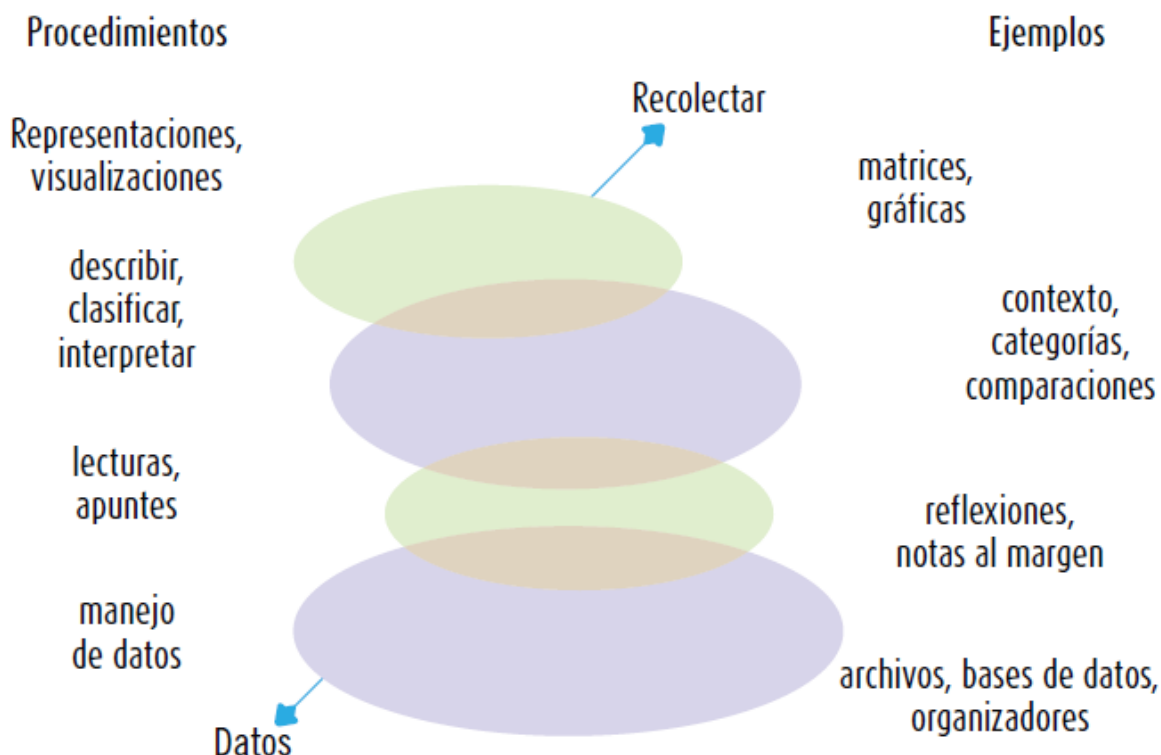 Procedimientos
Ejemplos
Recolectar
Representaciones,
visualizaciones
matrices,
gráficas
describir,
clasificar,
interpretar
contexto,
categorías,
comparaciones
lecturas,
apuntes
reflexiones,
notas al margen
manejo
de datos
archivos, bases de datos,
organizadores
Datos